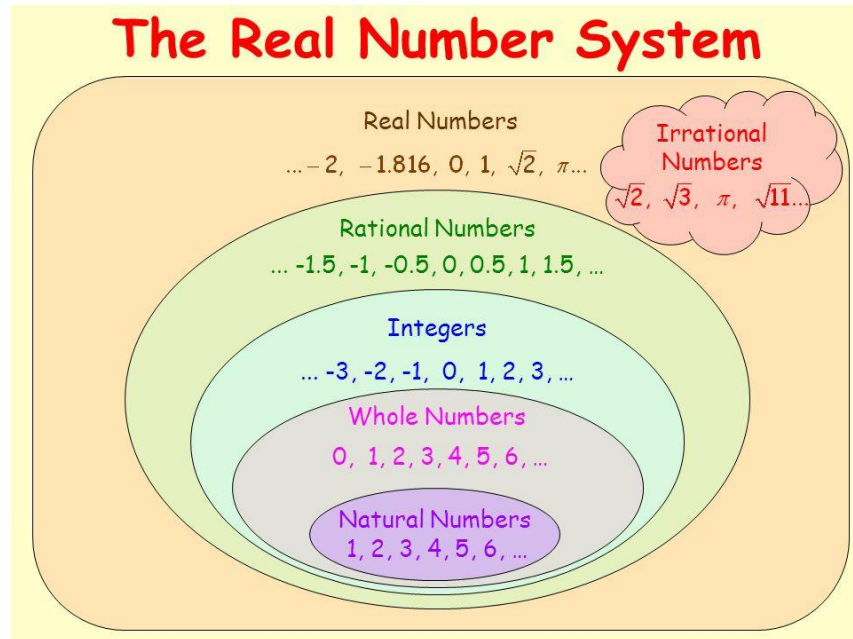 The Real Number System
Real Numbers
...– 2, –1.816, 0, 1, √2, π...
Irrational
Numbers
√2, √3, π, √11...
Rational Numbers
... -1.5, -1, -0.5, 0, 0.5, 1, 1.5, …
Integers
... -3, -2, -1, 0, 1, 2, 3, …
Whole Numbers
0, 1, 2, 3, 4, 5, 6, …
Natural Numbers
1, 2, 3, 4, 5, 6, …